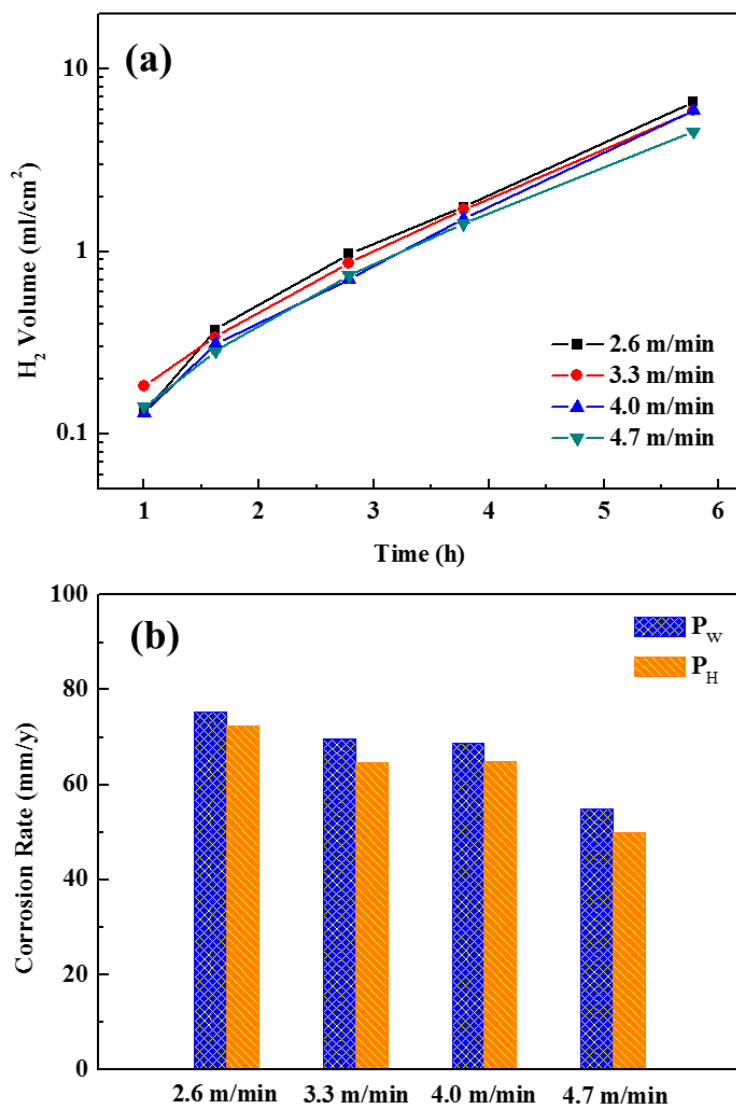 (a)
10
1
0.1
H₂ Volume (ml/cm²)
2.6 m/min
3.3 m/min
4.0 m/min
4.7 m/min
1 2 3 4 5 6
Time (h)
(b)
100
80
60
40
20
0
Corrosion Rate (mm/y)
P_W
P_H
2.6 m/min 3.3 m/min 4.0 m/min 4.7 m/min